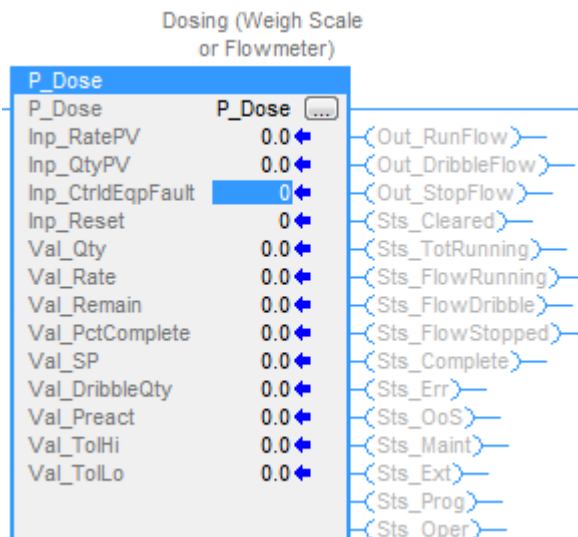 Dosing (Weigh Scale
or Flowmeter)
P_Dose
P_Dose P_Dose ...
Inp_RatePV 0.0 Out_RunFlow
Inp_QtyPV 0.0 Out_DribbleFlow
Inp_CtrldEqpFault 0 Out_StopFlow
Inp_Reset 0 Sts_Cleared
Val_Qty 0.0 Sts_TotRunning
Val_Rate 0.0 Sts_FlowRunning
Val_Remain 0.0 Sts_FlowDribble
Val_PctComplete 0.0 Sts_FlowStopped
Val_SP 0.0 Sts_Complete
Val_DribbleQty 0.0 Sts_Err
Val_Preact 0.0 Sts_OoS
Val_TolHi 0.0 Sts_Maint
Val_TolLo 0.0 Sts_Ext
Sts_Prog
Sts_Oper